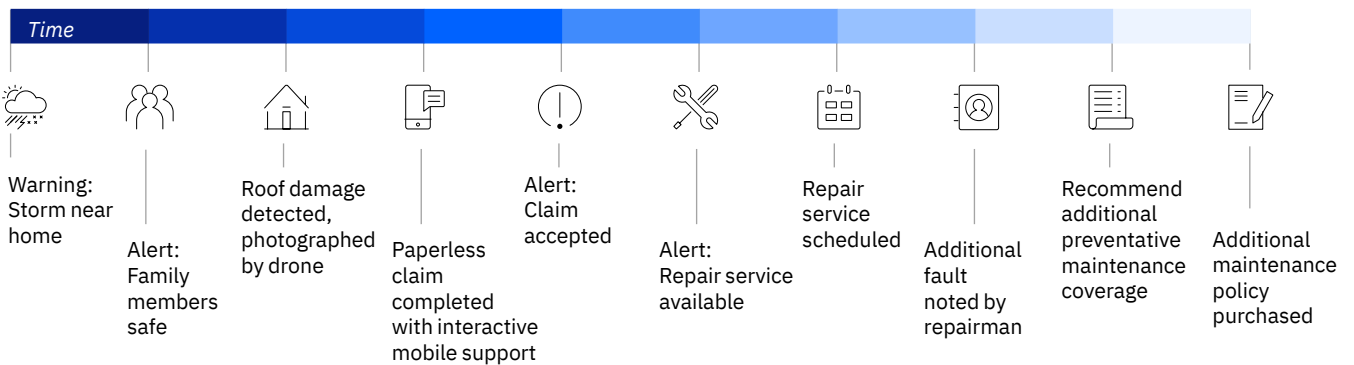 Time
Warning:
Storm near
home
Alert:
Family
members
safe
Roof damage
detected,
photographed
by drone
Paperless
claim
completed
with interactive
mobile support
Alert:
Claim
accepted
Alert:
Repair service
available
Repair
service
scheduled
Additional
fault
noted by
repairman
Recommend
additional
preventative
maintenance
coverage
Additional
maintenance
policy
purchased